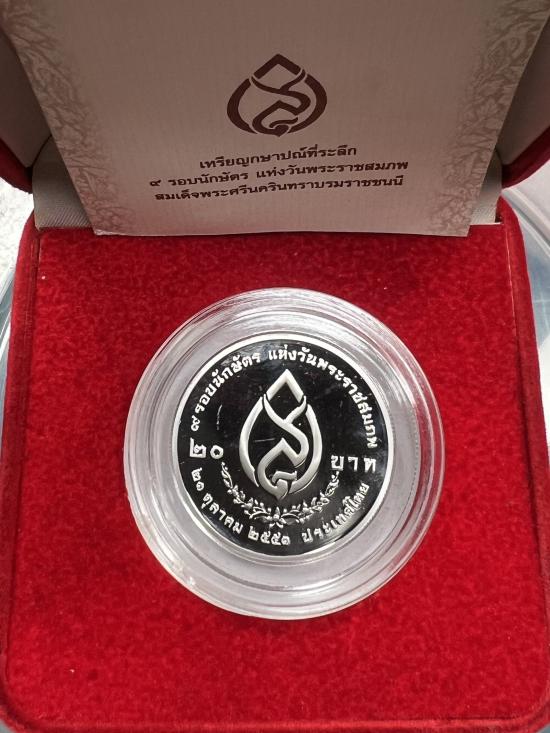 เหรียญกษาปณ์ที่ระลึก
๙ รอบนักษัตร แห่งวันพระราชสมภพ
สมเด็จพระศรีนครินทราบรมราชชนนี
๙ รอบนักษัตร แห่งวันพระราชสมภพ
๒๐
บาท
๒๑ ตุลาคม ๒๕๕๑ ประเทศไทย